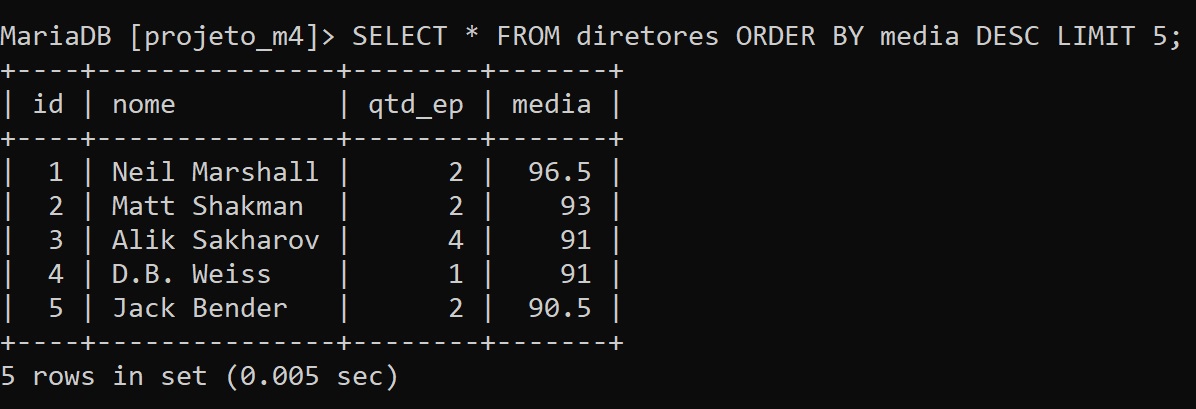 MariaDB [projeto_m4]> SELECT * FROM diretores ORDER BY media DESC LIMIT 5;
+----+---------------+--------+-------+
| id | nome          | qtd_ep | media |
+----+---------------+--------+-------+
|  1 | Neil Marshall |      2 |  96.5 |
|  2 | Matt Shakman  |      2 |    93 |
|  3 | Alik Sakharov |      4 |    91 |
|  4 | D.B. Weiss    |      1 |    91 |
|  5 | Jack Bender   |      2 |  90.5 |
+----+---------------+--------+-------+
5 rows in set (0.005 sec)